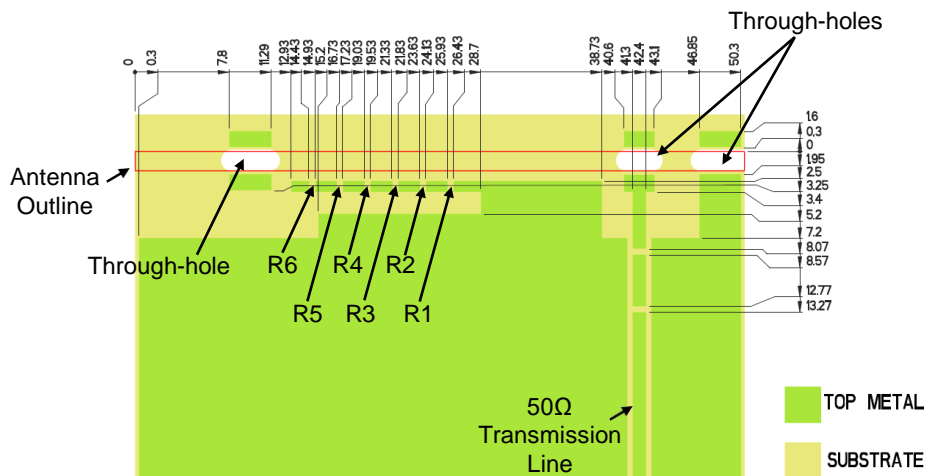 Through-holes
0
0.3
7.8
11.29
12.93
14.43
14.93
15.2
16.73
17.23
19.03
19.53
21.33
21.83
23.63
24.13
25.93
26.43
28.7
38.73
40.6
41.3
42.4
43.1
46.85
50.3
1.6
0.3
0
1.95
2.5
3.25
3.4
5.2
7.2
8.07
8.57
12.77
13.27
Antenna
Outline
Through-hole
R6
R4
R2
R5
R3
R1
50Ω
Transmission
Line
TOP METAL
SUBSTRATE